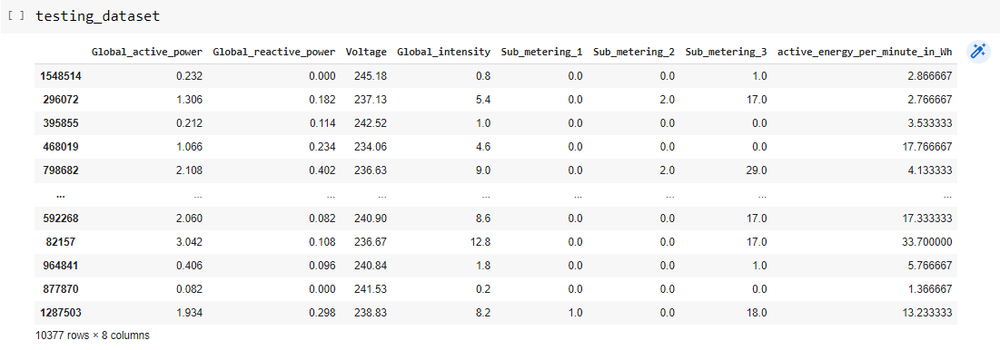 [ ] testing_dataset
Global_active_power Global_reactive_power Voltage Global_intensity Sub_metering_1 Sub_metering_2 Sub_metering_3 active_energy_per_minute_in_Wh
1548514 0.232 0.000 245.18 0.8 0.0 0.0 1.0 2.866667
296072 1.306 0.182 237.13 5.4 0.0 2.0 17.0 2.766667
395855 0.212 0.114 242.52 1.0 0.0 0.0 0.0 3.533333
468019 1.066 0.234 234.06 4.6 0.0 0.0 0.0 17.766667
798682 2.108 0.402 236.63 9.0 0.0 2.0 29.0 4.133333
... ... ... ... ... ... ... ... ...
592268 2.060 0.082 240.90 8.6 0.0 0.0 17.0 17.333333
82157 3.042 0.108 236.67 12.8 0.0 0.0 17.0 33.700000
964841 0.406 0.096 240.84 1.8 0.0 0.0 1.0 5.766667
877870 0.082 0.000 241.53 0.2 0.0 0.0 0.0 1.366667
1287503 1.934 0.298 238.83 8.2 1.0 0.0 18.0 13.233333
10377 rows × 8 columns